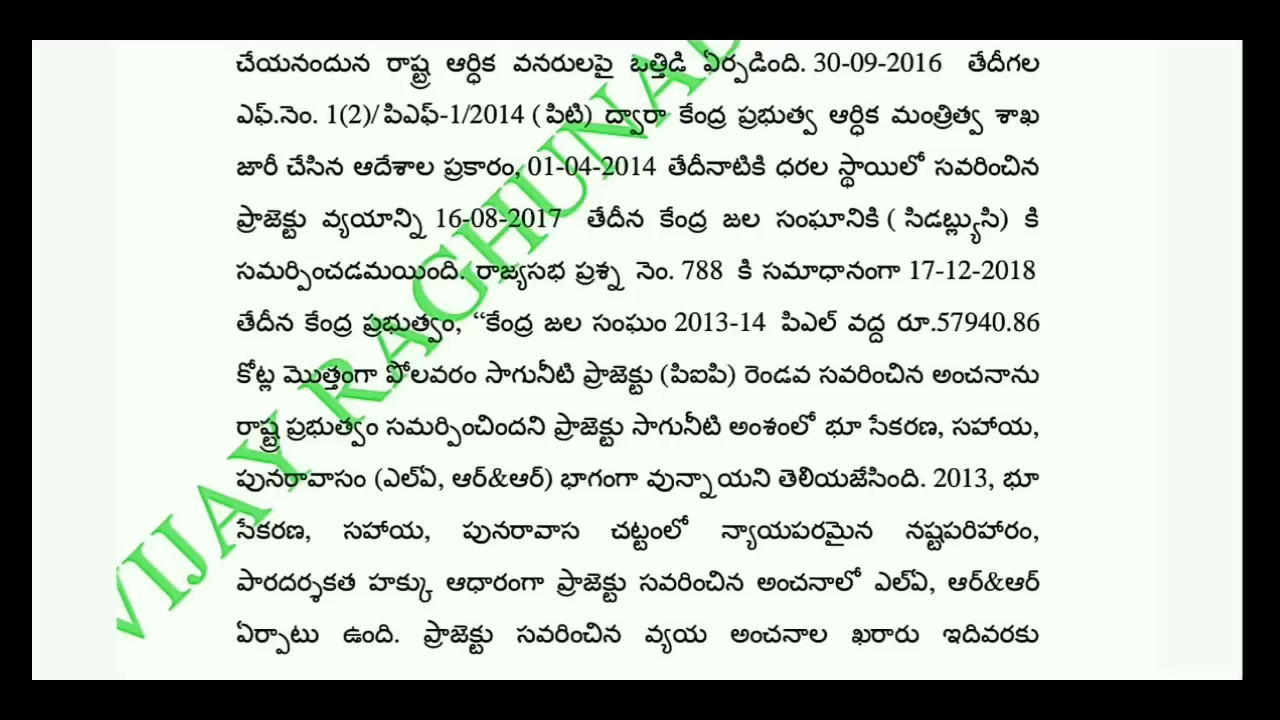 చేయనందున రాష్ట్ర ఆర్ధిక వనరులపై ఒత్తిడి ఏర్పడింది. 30-09-2016 తేదీగల
ఎఫ్.నెం. 1(2)/పిఎఫ్-1/2014 (పిటి) ద్వారా కేంద్ర ప్రభుత్వ ఆర్ధిక మంత్రిత్వ శాఖ
జారీ చేసిన ఆదేశాల ప్రకారం, 01-04-2014 తేదీనాటికి ధరల స్థాయిలో సవరించిన
ప్రాజెక్టు వ్యయాన్ని 16-08-2017 తేదీన కేంద్ర జల సంఘానికి ( సిడబ్ల్యుసి) కి
సమర్పించడమయింది. రాజ్యసభ ప్రశ్న నెం. 788 కి సమాధానంగా 17-12-2018
తేదీన కేంద్ర ప్రభుత్వం, “కేంద్ర జల సంఘం 2013-14 పిఎల్ వద్ద రూ.57940.86
కోట్ల మొత్తంగా పోలవరం సాగునీటి ప్రాజెక్టు (పిఐపి) రెండవ సవరించిన అంచనాను
రాష్ట్ర ప్రభుత్వం సమర్పించిందని ప్రాజెక్టు సాగునీటి అంశంలో భూ సేకరణ, సహాయ,
పునరావాసం (ఎల్ఏ, ఆర్&ఆర్) భాగంగా వున్నాయని తెలియజేసింది. 2013, భూ
సేకరణ, సహాయ, పునరావాస చట్టంలో న్యాయపరమైన నష్టపరిహారం,
పారదర్శకత హక్కు ఆధారంగా ప్రాజెక్టు సవరించిన అంచనాలో ఎల్ఏ, ఆర్&ఆర్
ఏర్పాటు ఉంది. ప్రాజెక్టు సవరించిన వ్యయ అంచనాల ఖరారు ఇదివరకు
VIJAY RAGHUNAD